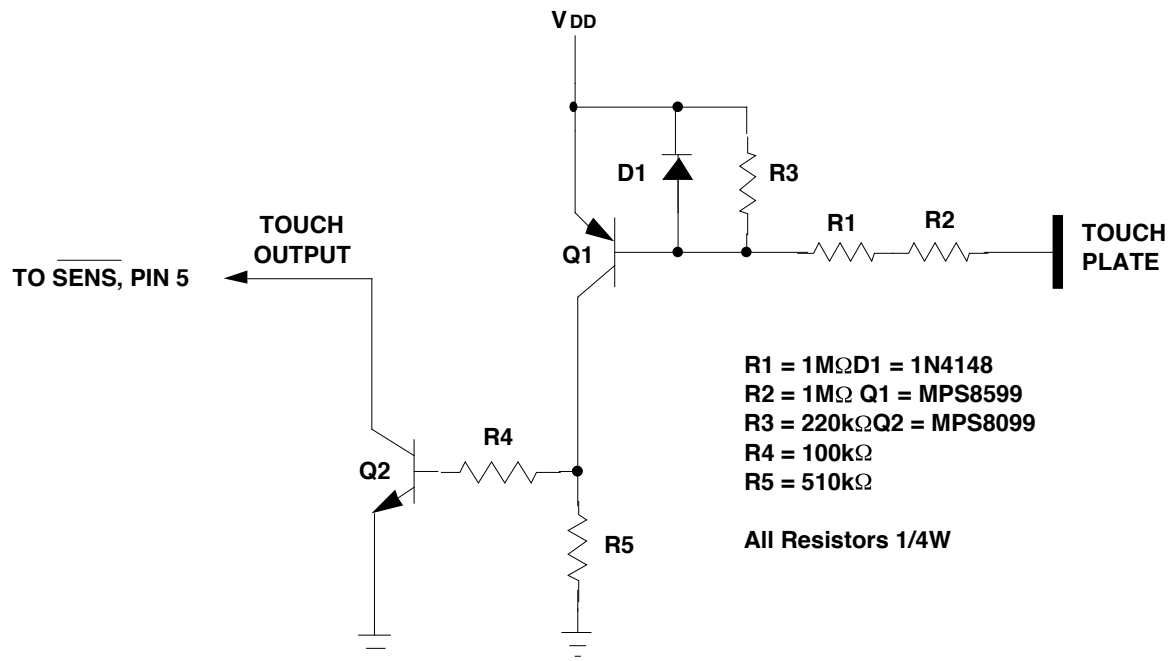 VDD
D1
R3
R1
R2
TOUCH
OUTPUT
Q1
TOUCH
PLATE
TO SENS, PIN 5
R1 = 1MΩD1 = 1N4148
R2 = 1MΩ Q1 = MPS8599
R3 = 220kΩQ2 = MPS8099
R4 = 100kΩ
R5 = 510kΩ
R4
Q2
R5
All Resistors 1/4W